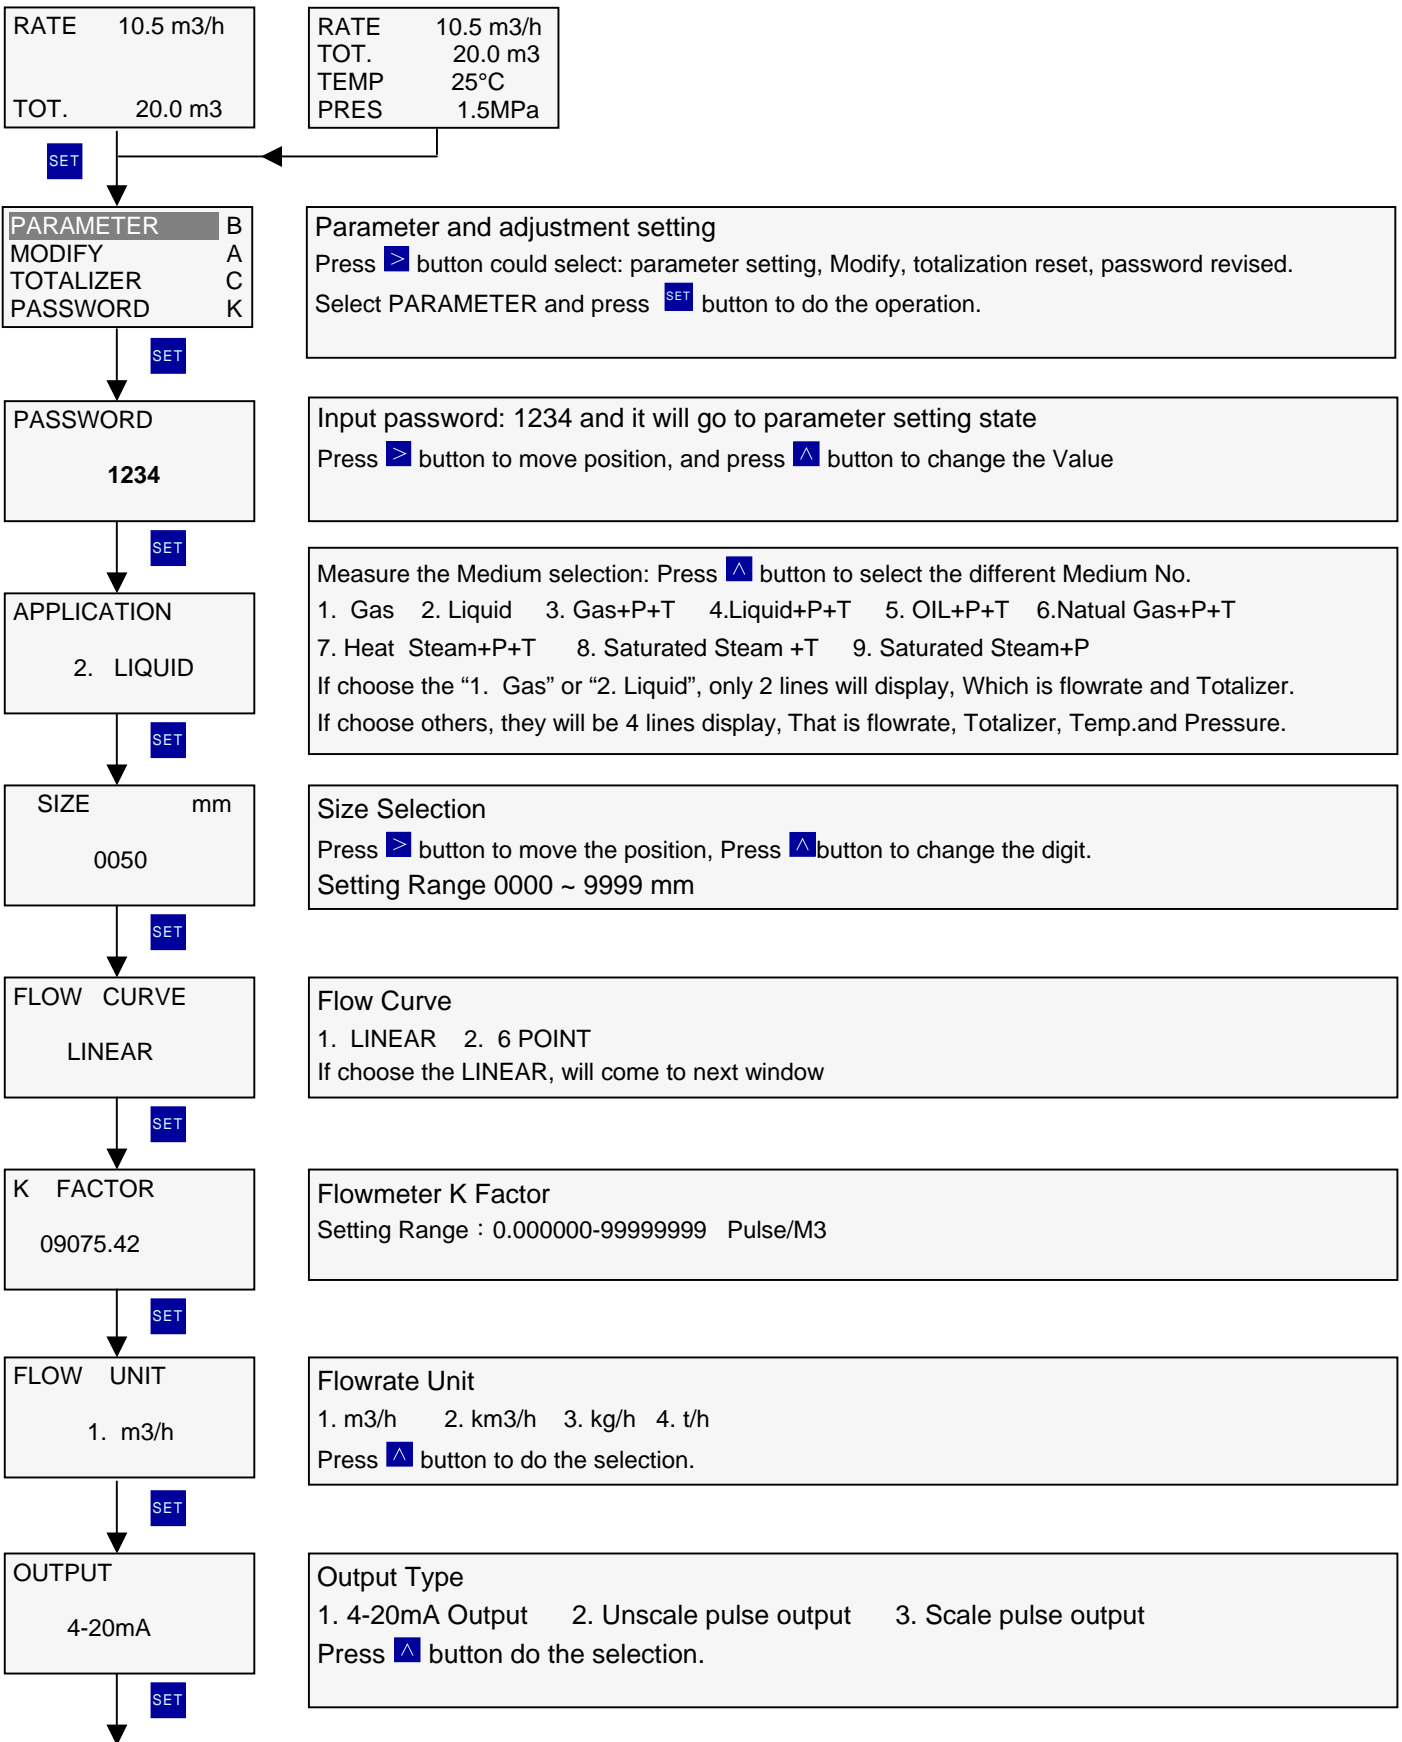 RATE 10.5 m3/h
TOT. 20.0 m3
RATE 10.5 m3/h
TOT. 20.0 m3
TEMP 25°C
PRES 1.5MPa
SET
PARAMETER B
MODIFY A
TOTALIZER C
PASSWORD K
Parameter and adjustment setting
Press > button could select: parameter setting, Modify, totalization reset, password revised.
Select PARAMETER and press SET button to do the operation.
SET
PASSWORD
1234
Input password: 1234 and it will go to parameter setting state
Press > button to move position, and press ^ button to change the Value
SET
APPLICATION
2. LIQUID
Measure the Medium selection: Press ^ button to select the different Medium No.
1. Gas 2. Liquid 3. Gas+P+T 4.Liquid+P+T 5. OIL+P+T 6.Natual Gas+P+T
7. Heat Steam+P+T 8. Saturated Steam +T 9. Saturated Steam+P
If choose the “1. Gas” or “2. Liquid”, only 2 lines will display, Which is flowrate and Totalizer.
If choose others, they will be 4 lines display, That is flowrate, Totalizer, Temp.and Pressure.
SET
SIZE mm
0050
Size Selection
Press > button to move the position, Press ^ button to change the digit.
Setting Range 0000 ~ 9999 mm
SET
FLOW CURVE
LINEAR
Flow Curve
1. LINEAR 2. 6 POINT
If choose the LINEAR, will come to next window
SET
K FACTOR
09075.42
Flowmeter K Factor
Setting Range：0.000000-99999999 Pulse/M3
SET
FLOW UNIT
1. m3/h
Flowrate Unit
1. m3/h 2. km3/h 3. kg/h 4. t/h
Press ^ button to do the selection.
SET
OUTPUT
4-20mA
Output Type
1. 4-20mA Output 2. Unscale pulse output 3. Scale pulse output
Press ^ button do the selection.
SET